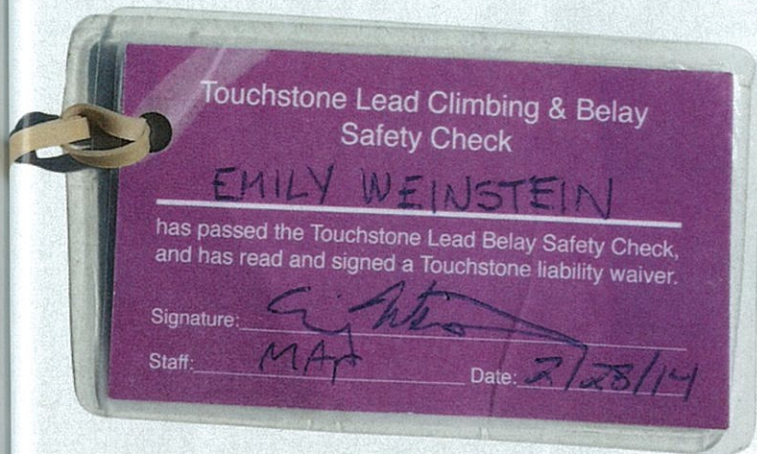 Touchstone Lead Climbing & Belay
Safety Check
EMILY WEINSTEIN
has passed the Touchstone Lead Belay Safety Check,
and has read and signed a Touchstone liability waiver.
Signature:
Staff:
Date: 2/28/14